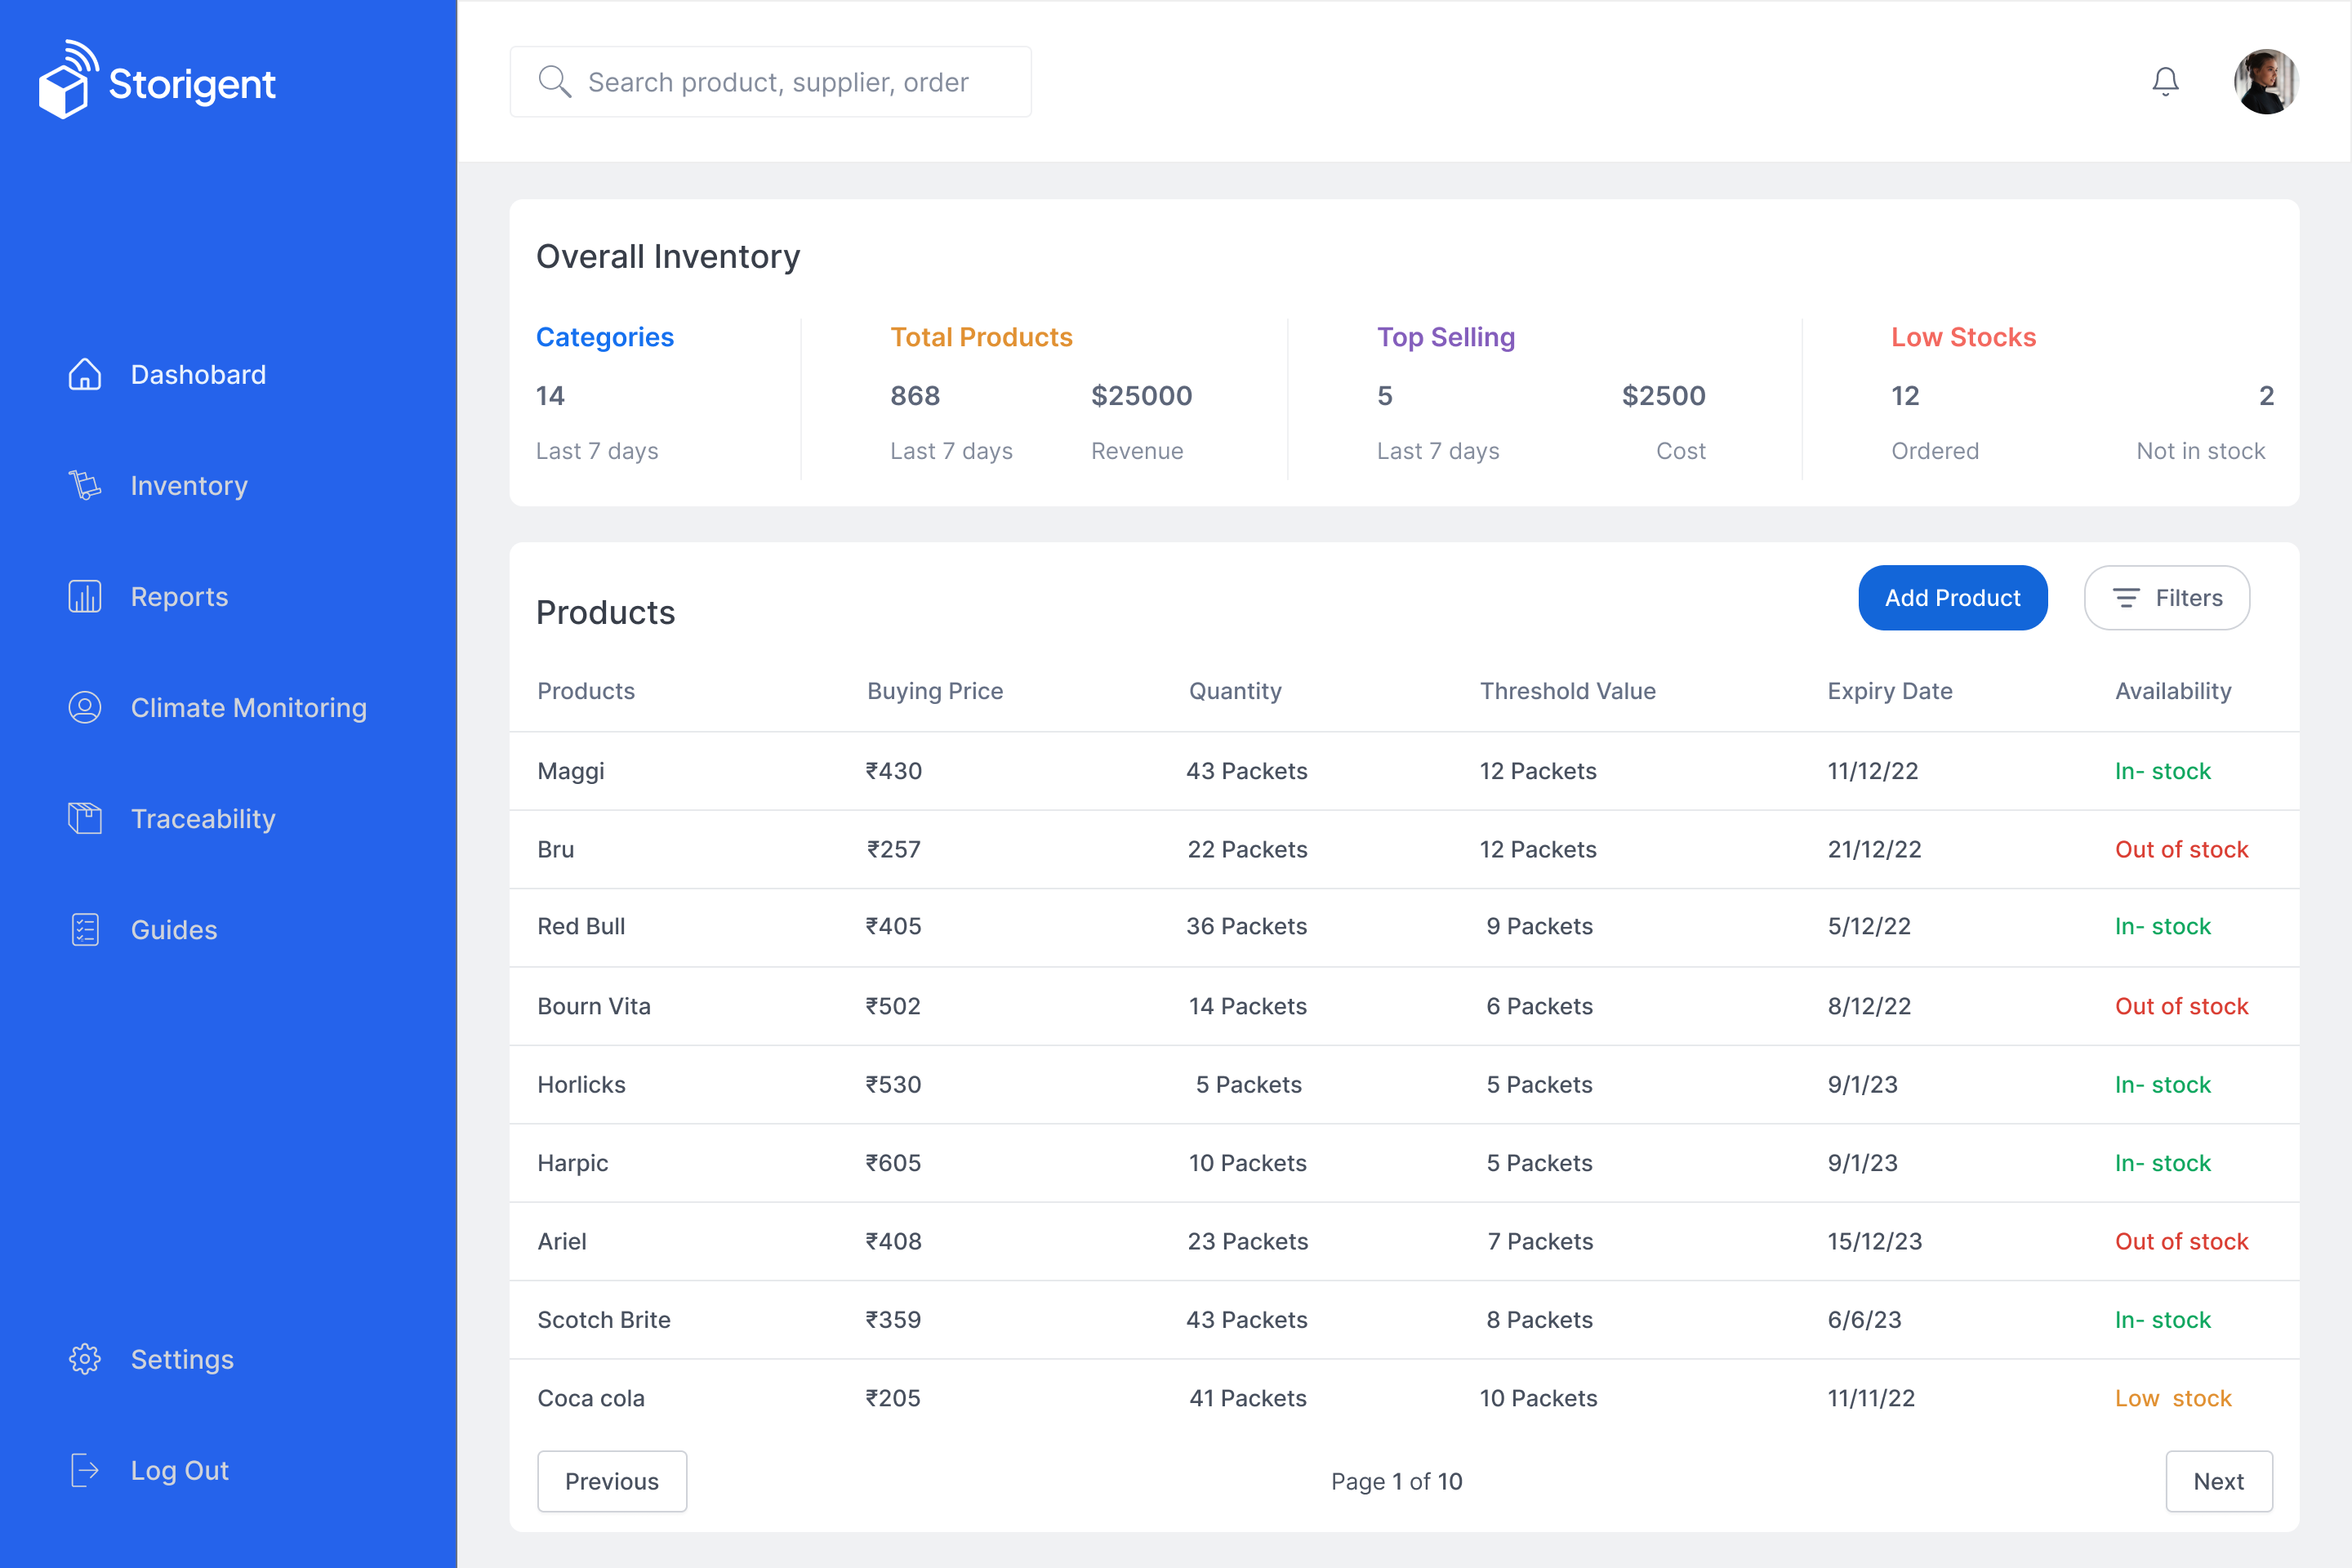 Storigent
Search product, supplier, order
Dashobard
Inventory
Reports
Climate Monitoring
Traceability
Guides
Settings
Log Out
Overall Inventory
Categories Total Products Top Selling Low Stocks
14 868 $25000 5 $2500 12 2
Last 7 days Last 7 days Revenue Last 7 days Cost Ordered Not in stock
Products Add Product Filters
Products Buying Price Quantity Threshold Value Expiry Date Availability
Maggi ₹430 43 Packets 12 Packets 11/12/22 In- stock
Bru ₹257 22 Packets 12 Packets 21/12/22 Out of stock
Red Bull ₹405 36 Packets 9 Packets 5/12/22 In- stock
Bourn Vita ₹502 14 Packets 6 Packets 8/12/22 Out of stock
Horlicks ₹530 5 Packets 5 Packets 9/1/23 In- stock
Harpic ₹605 10 Packets 5 Packets 9/1/23 In- stock
Ariel ₹408 23 Packets 7 Packets 15/12/23 Out of stock
Scotch Brite ₹359 43 Packets 8 Packets 6/6/23 In- stock
Coca cola ₹205 41 Packets 10 Packets 11/11/22 Low stock
Previous Page 1 of 10 Next